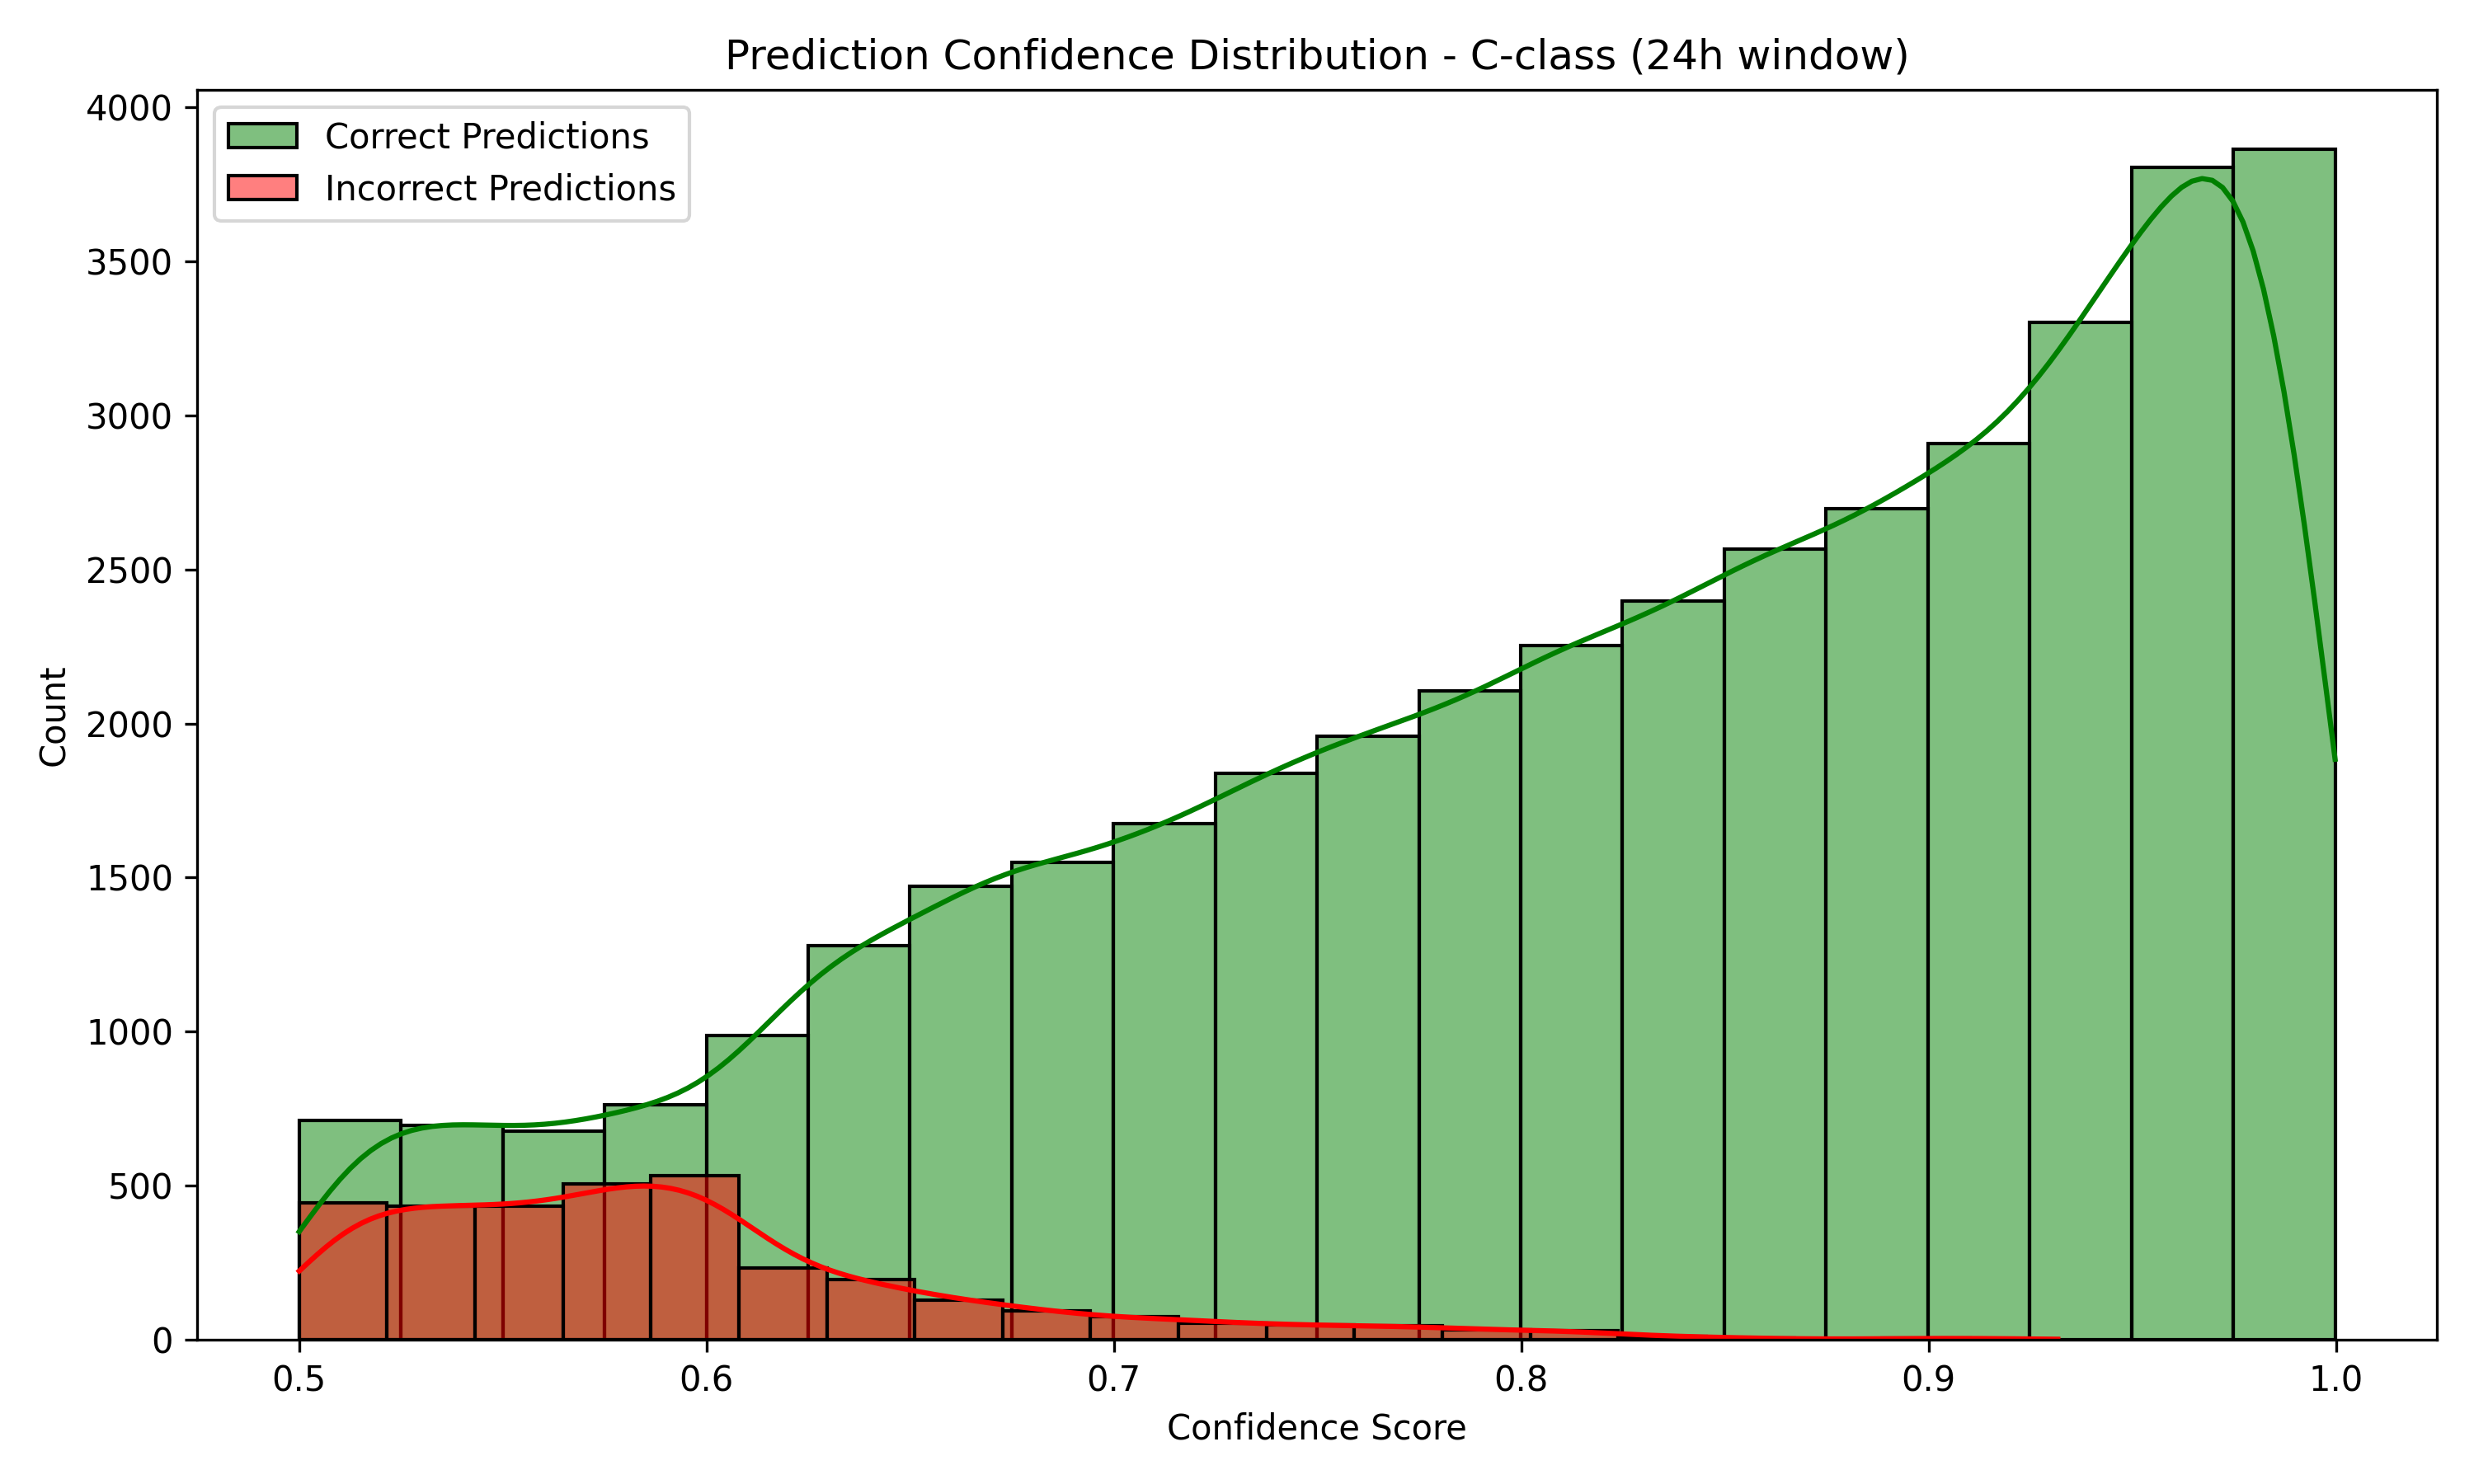 Prediction Confidence Distribution - C-class (24h window)
Correct Predictions
Incorrect Predictions
4000
3500
3000
2500
2000
1500
1000
500
0
Count
0.5 0.6 0.7 0.8 0.9 1.0
Confidence Score